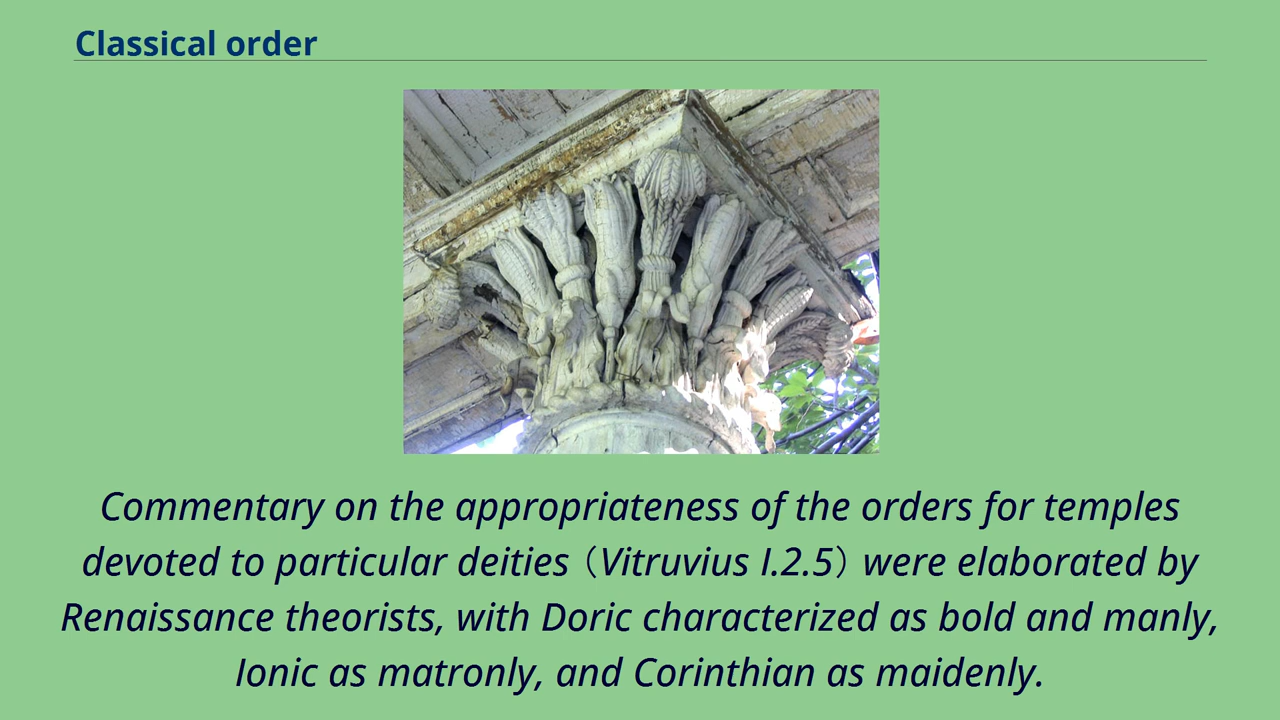 Classical order
Commentary on the appropriateness of the orders for temples
devoted to particular deities（Vitruvius I.2.5）were elaborated by
Renaissance theorists, with Doric characterized as bold and manly,
Ionic as matronly, and Corinthian as maidenly.